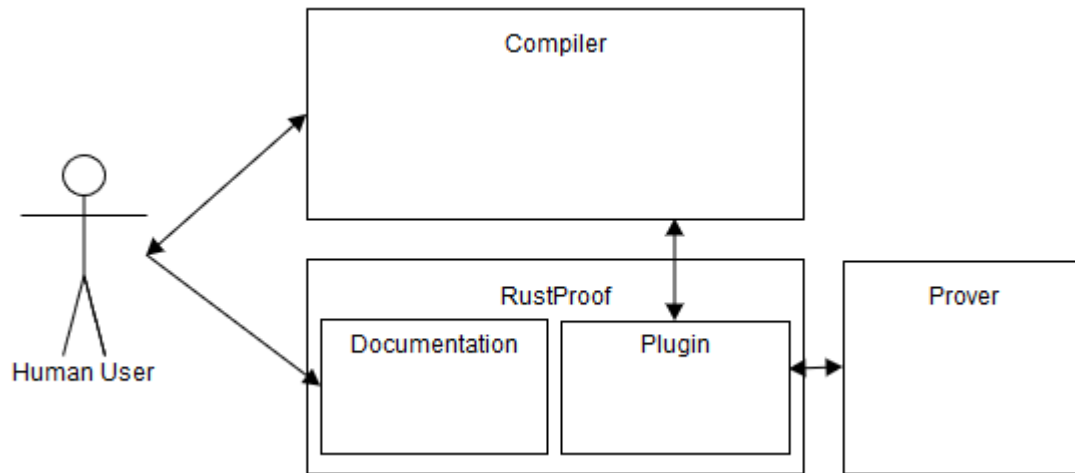 Compiler
RustProof
Prover
Documentation
Plugin
Human User